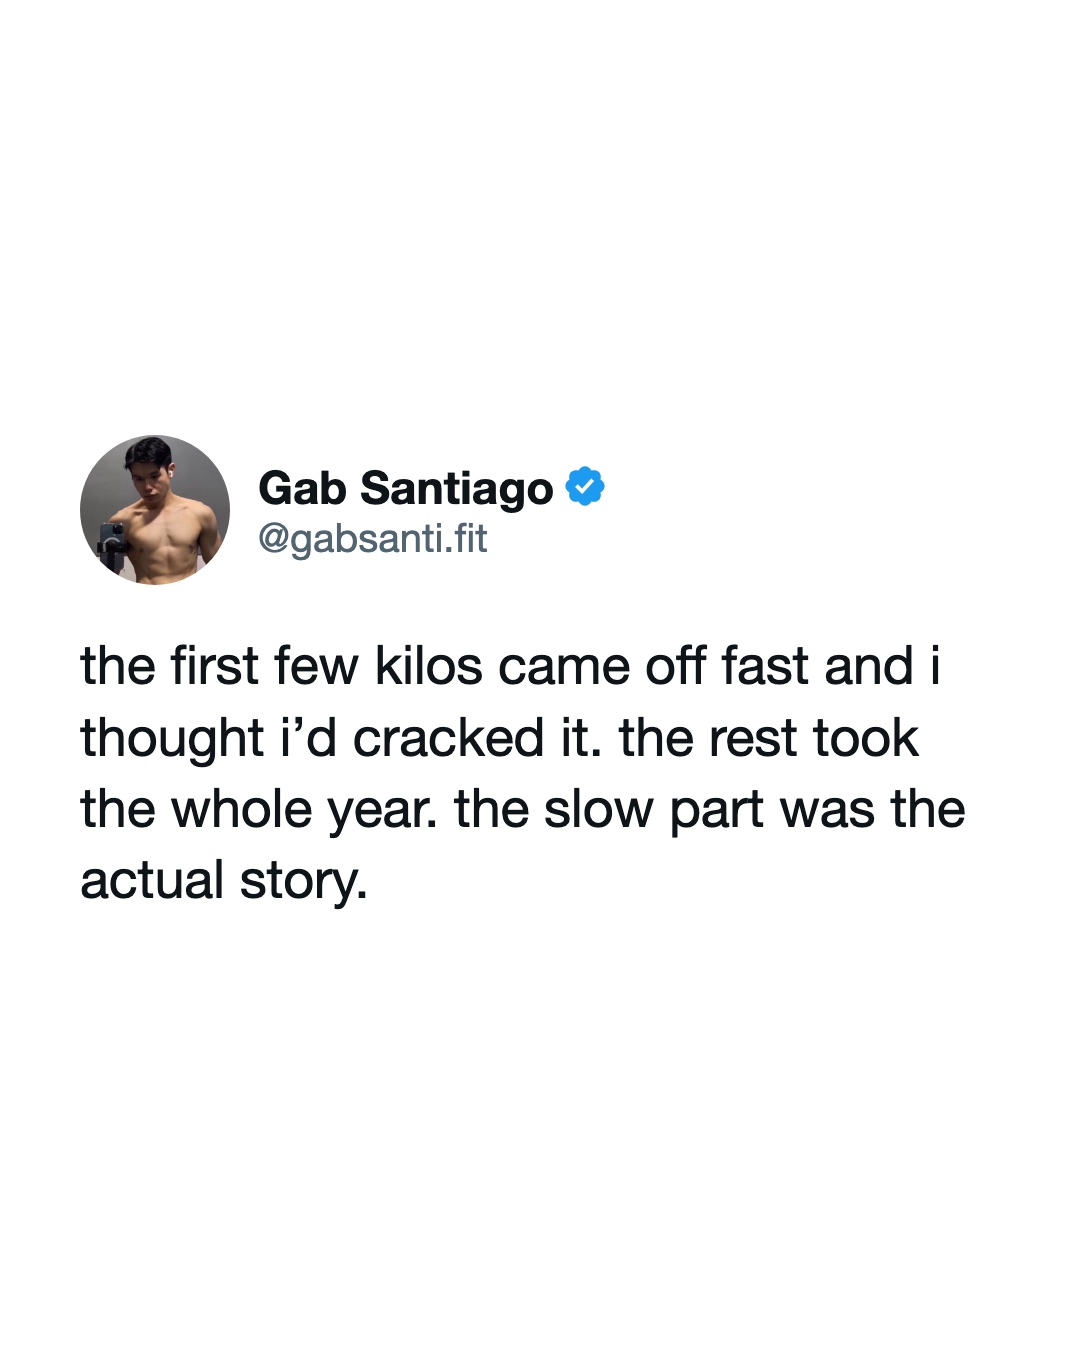 Gab Santiago
@gabsanti.fit
the first few kilos came off fast and i
thought i’d cracked it. the rest took
the whole year. the slow part was the
actual story.